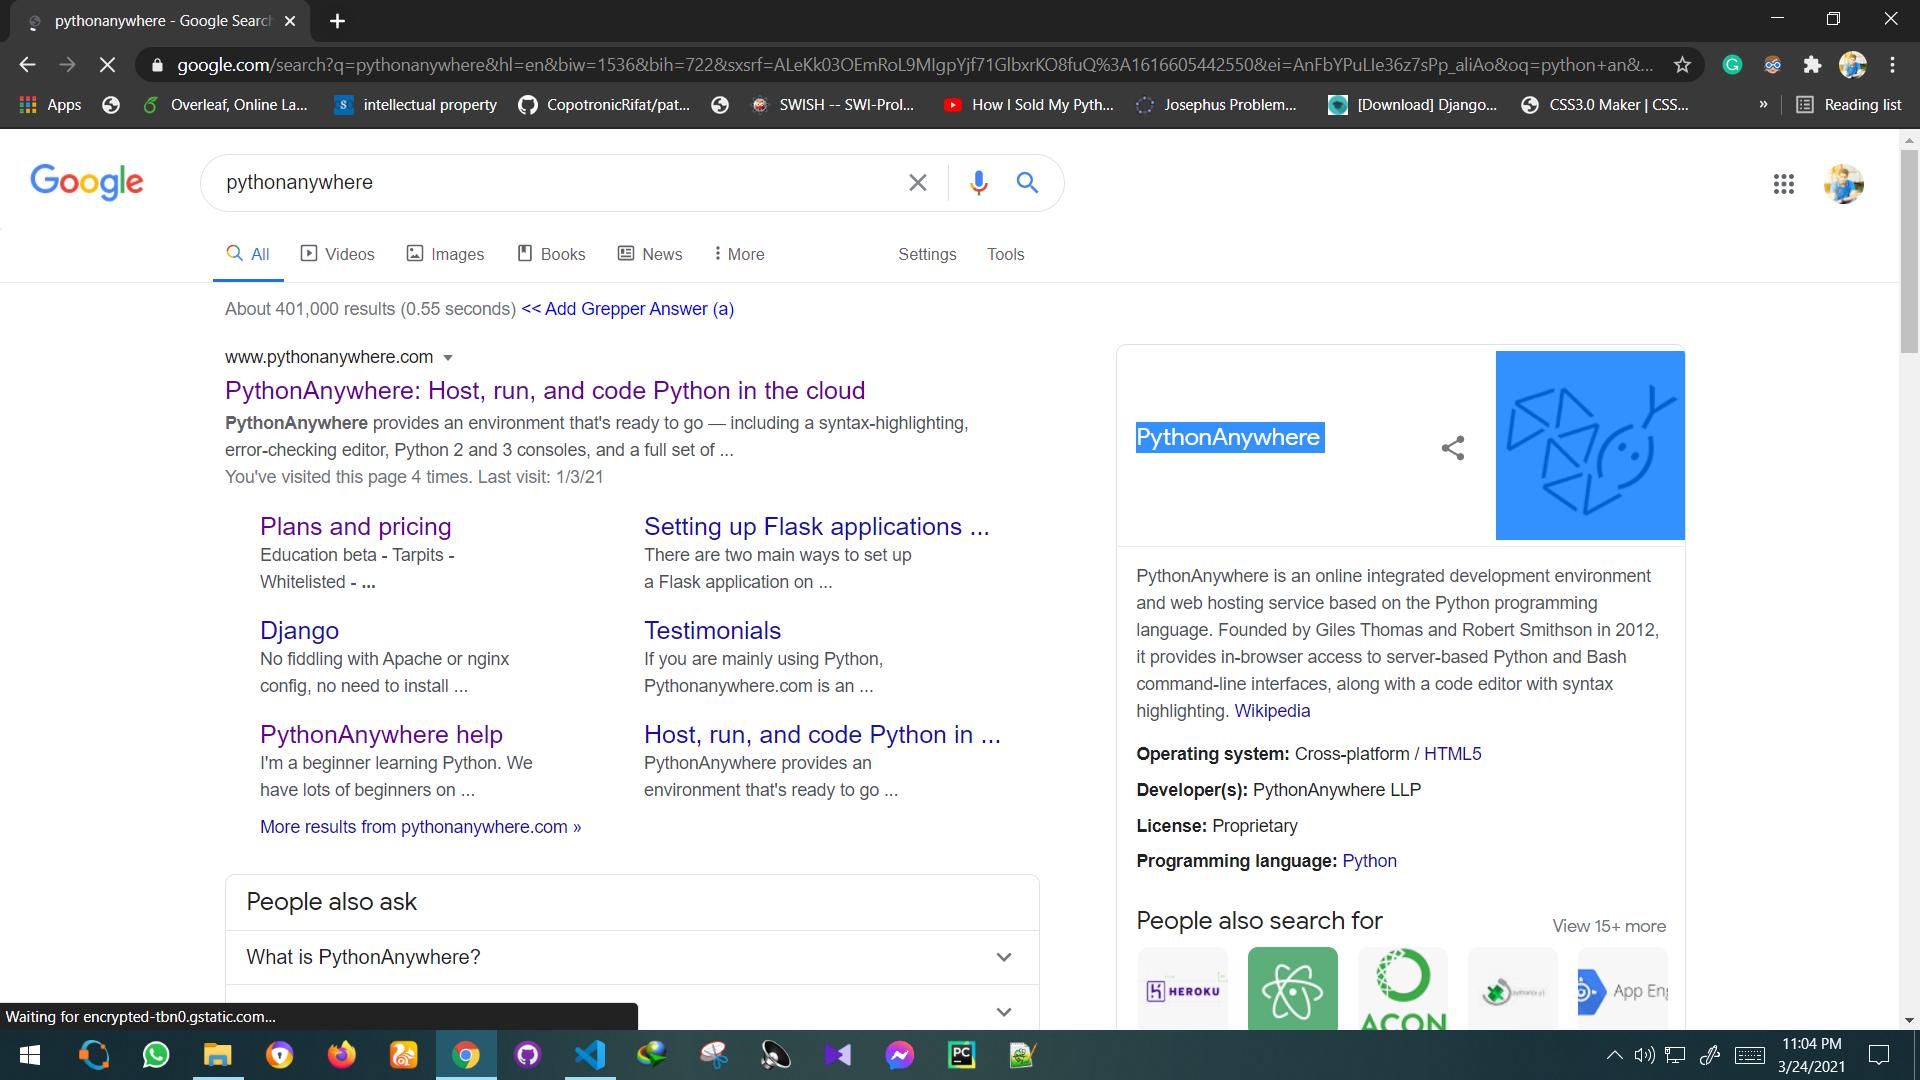 pythonanywhere - Google Search
google.com/search?q=pythonanywhere&hl=en&biw=1536&bih=722&sxsrf=ALeKk03OEmRoL9MIgpYjf71GlbxrKO8fuQ%3A1616605442550&ei=AnFbYPuLIe36z7sPp_aliAo&oq=python+an&...
Apps
Overleaf, Online La...
intellectual property
CopotronicRifat/pat...
SWISH -- SWI-Prol...
How I Sold My Pyth...
Josephus Problem...
[Download] Django...
CSS3.0 Maker | CSS...
»
Reading list
Google
pythonanywhere
All
Videos
Images
Books
News
More
Settings
Tools
About 401,000 results (0.55 seconds) << Add Grepper Answer (a)
www.pythonanywhere.com
PythonAnywhere: Host, run, and code Python in the cloud
PythonAnywhere provides an environment that's ready to go — including a syntax-highlighting,
error-checking editor, Python 2 and 3 consoles, and a full set of ...
You've visited this page 4 times. Last visit: 1/3/21
Plans and pricing
Education beta - Tarpits -
Whitelisted - ...
Setting up Flask applications ...
There are two main ways to set up
a Flask application on ...
Django
No fiddling with Apache or nginx
config, no need to install ...
Testimonials
If you are mainly using Python,
Pythonanywhere.com is an ...
PythonAnywhere help
I'm a beginner learning Python. We
have lots of beginners on ...
Host, run, and code Python in ...
PythonAnywhere provides an
environment that's ready to go ...
More results from pythonanywhere.com »
People also ask
What is PythonAnywhere?
PythonAnywhere
PythonAnywhere is an online integrated development environment
and web hosting service based on the Python programming
language. Founded by Giles Thomas and Robert Smithson in 2012,
it provides in-browser access to server-based Python and Bash
command-line interfaces, along with a code editor with syntax
highlighting. Wikipedia
Operating system: Cross-platform / HTML5
Developer(s): PythonAnywhere LLP
License: Proprietary
Programming language: Python
People also search for
View 15+ more
HEROKU
ACON
App Eng
Waiting for encrypted-tbn0.gstatic.com...
PC
11:04 PM
3/24/2021